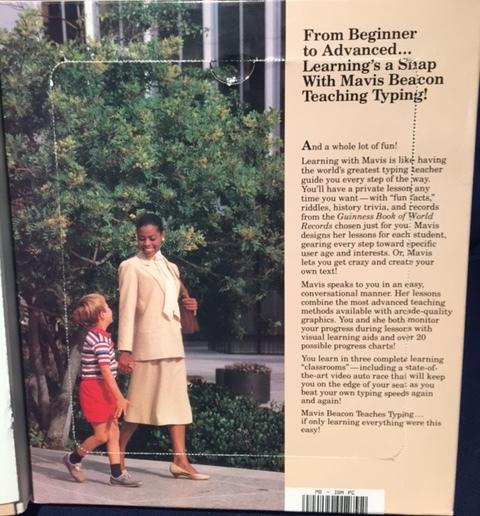 From Beginner
to Advanced...
Learning's a Snap
With Mavis Beacon
Teaching Typing!
And a whole lot of fun!
Learning with Mavis is like having
the world's greatest typing teacher
guide you every step of the way.
You'll have a private lesson any
time you want—with "fun facts,"
riddles, history trivia, and records
from the Guinness Book of World
Records chosen just for you. Mavis
designs her lessons for each student,
gearing every step toward specific
user age and interests. Or, Mavis
lets you get crazy and create your
own text!
Mavis speaks to you in an easy,
conversational manner. Her lessons
combine the most advanced teaching
methods available with arcade-quality
graphics. You and she both monitor
your progress during lessons with
visual learning aids and over 20
possible progress charts!
You learn in three complete learning
"classrooms"—including a state-of-
the-art video auto race that will keep
you on the edge of your seat as you
beat your own typing speeds again
and again!
Mavis Beacon Teaches Typing...
if only learning everything were this
easy!
MB - IBM PC